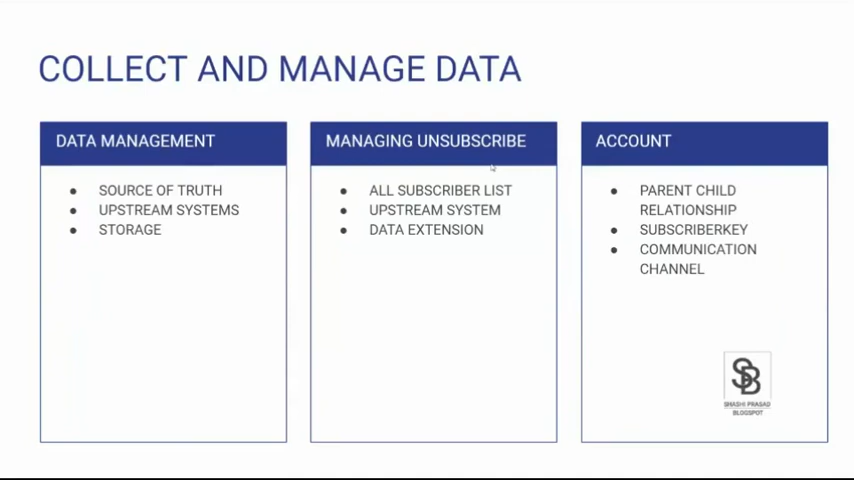 COLLECT AND MANAGE DATA
DATA MANAGEMENT
● SOURCE OF TRUTH
● UPSTREAM SYSTEMS
● STORAGE
MANAGING UNSUBSCRIBE
● ALL SUBSCRIBER LIST
● UPSTREAM SYSTEM
● DATA EXTENSION
ACCOUNT
● PARENT CHILD
RELATIONSHIP
● SUBSCRIBERKEY
● COMMUNICATION
CHANNEL
SB
SHASHI PRASAD
BLOGSPOT